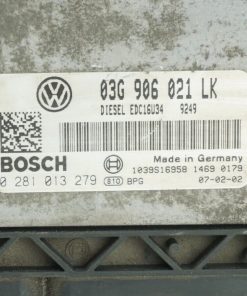 03G 906 021 LK
DIESEL EDC16U34 9249
Made in Germany
BOSCH
1039S16958 1469 0179
0 281 013 279
810 BPG
07-02-02